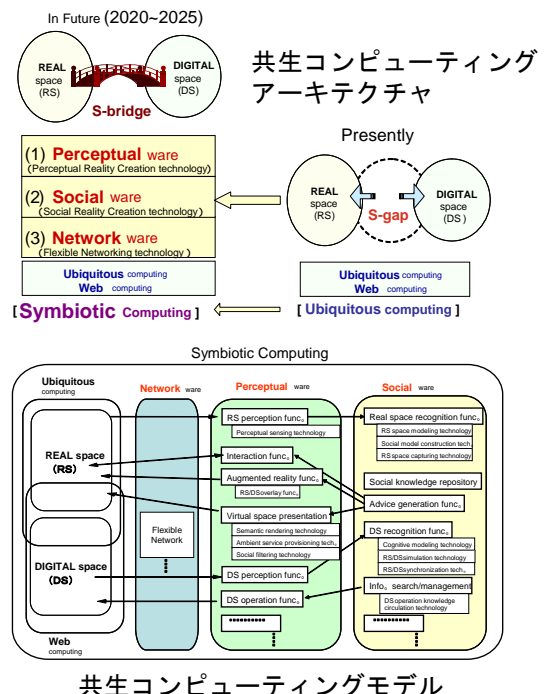 In Future (2020~2025)
REAL
space
(RS)
DIGITAL
space
(DS)
S-bridge
共生コンピューティング
アーキテクチャ
Presently
(1) Perceptual ware
(Perceptual Reality Creation technology)
(2) Social ware
(Social Reality Creation technology)
(3) Network ware
(Flexible Networking technology)
Ubiquitous computing
Web computing
[Symbiotic Computing ]
REAL
space
(RS)
S-gap
DIGITAL
space
(DS)
Ubiquitous computing
Web computing
[ Ubiquitous computing ]
Symbiotic Computing
Ubiquitous
computing
REAL space
(RS)
DIGITAL space
(DS)
Web
computing
Network ware
Flexible
Network
Perceptual ware
RS perception func。
Perceptual sensing technology
Interaction func。
Augmented reality func。
RS/DSoverlay func。
Virtual space presentation
Semantic rendering technology
Ambient service provisioning tech。
Social filtering technology
DS perception func。
DS operation func。
Social ware
Real space recognition func。
RS space modeling technology
Social model construction tech。
RS space capturing technology
Social knowledge repository
Advice generation func。
DS recognition func。
Cognitive modeling technology
RS/DSsimulation technology
RS/DSsynchronization tech。
Info。search/management
DS operation knowledge
circulation technology
共生コンピューティングモデル